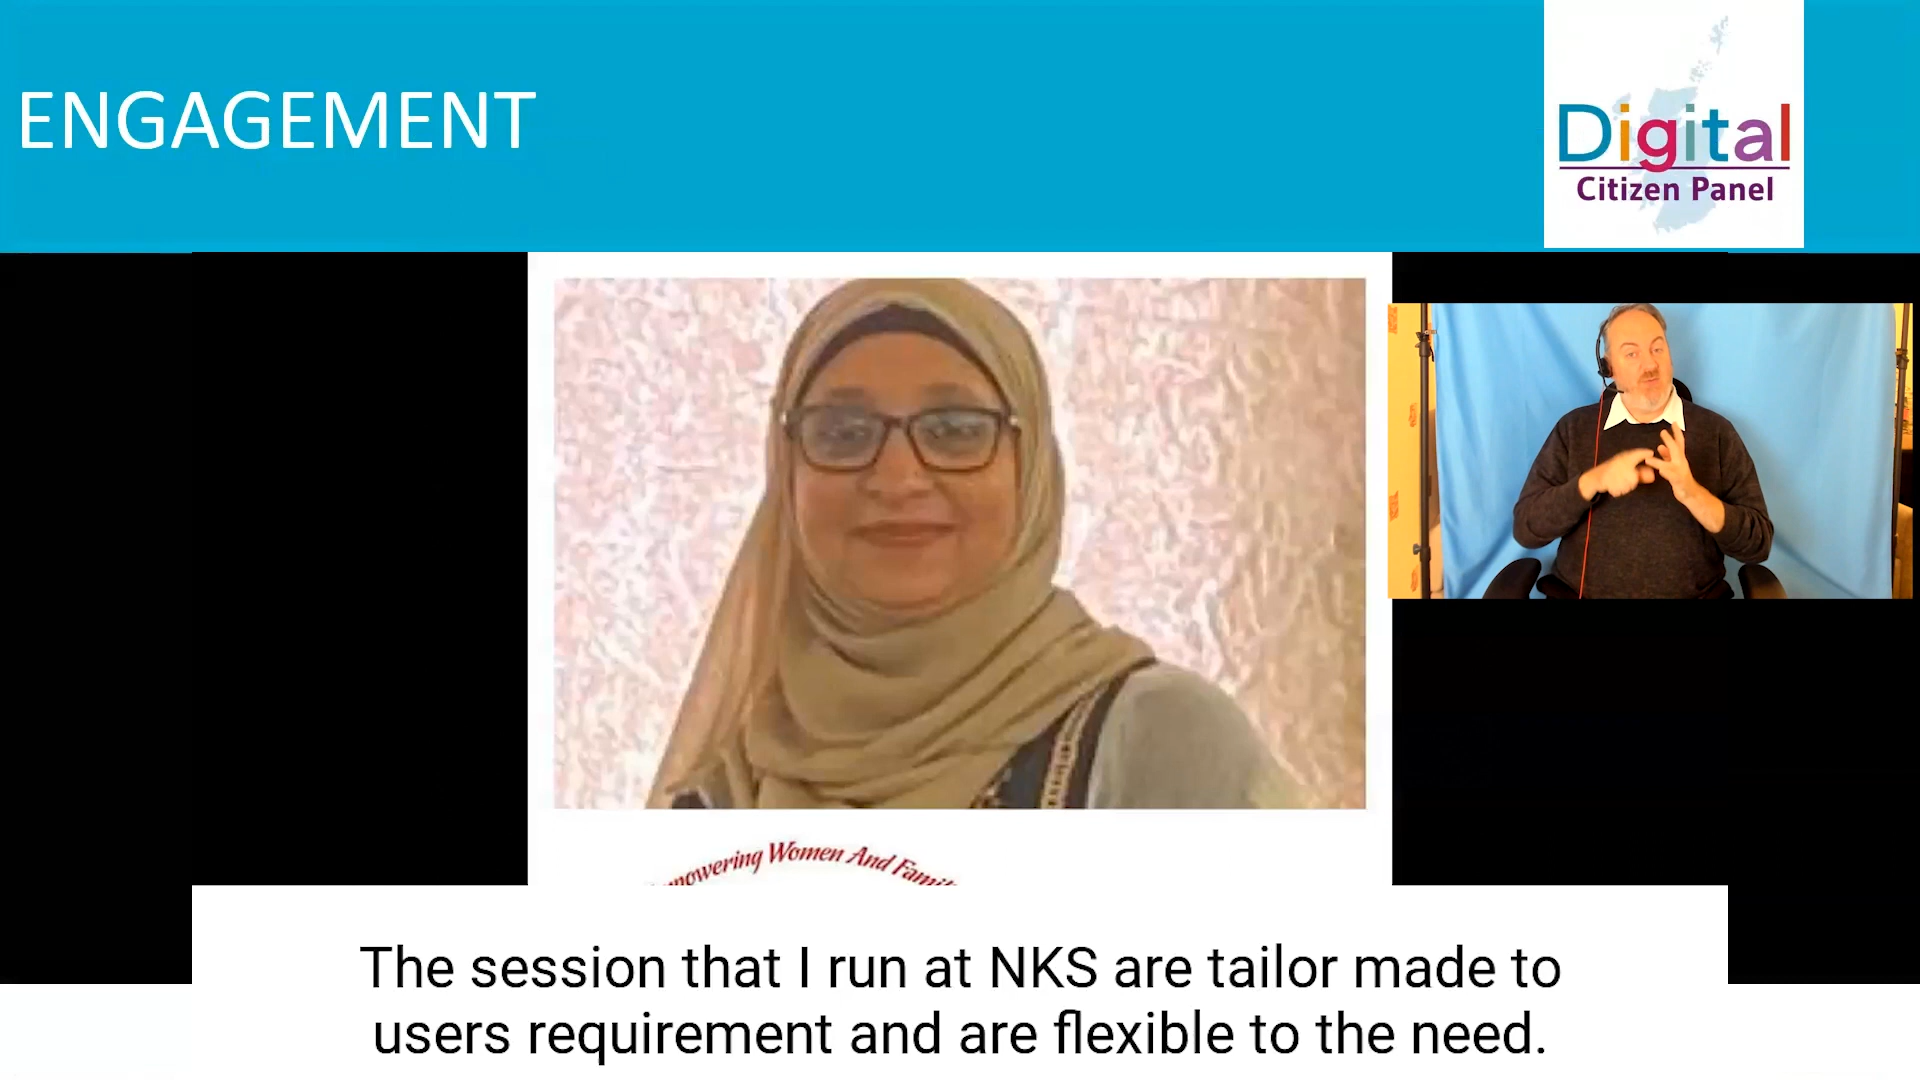 ENGAGEMENT
Digital
Citizen Panel
Women And
The session that I run at NKS are tailor made to
users requirement and are flexible to the need.